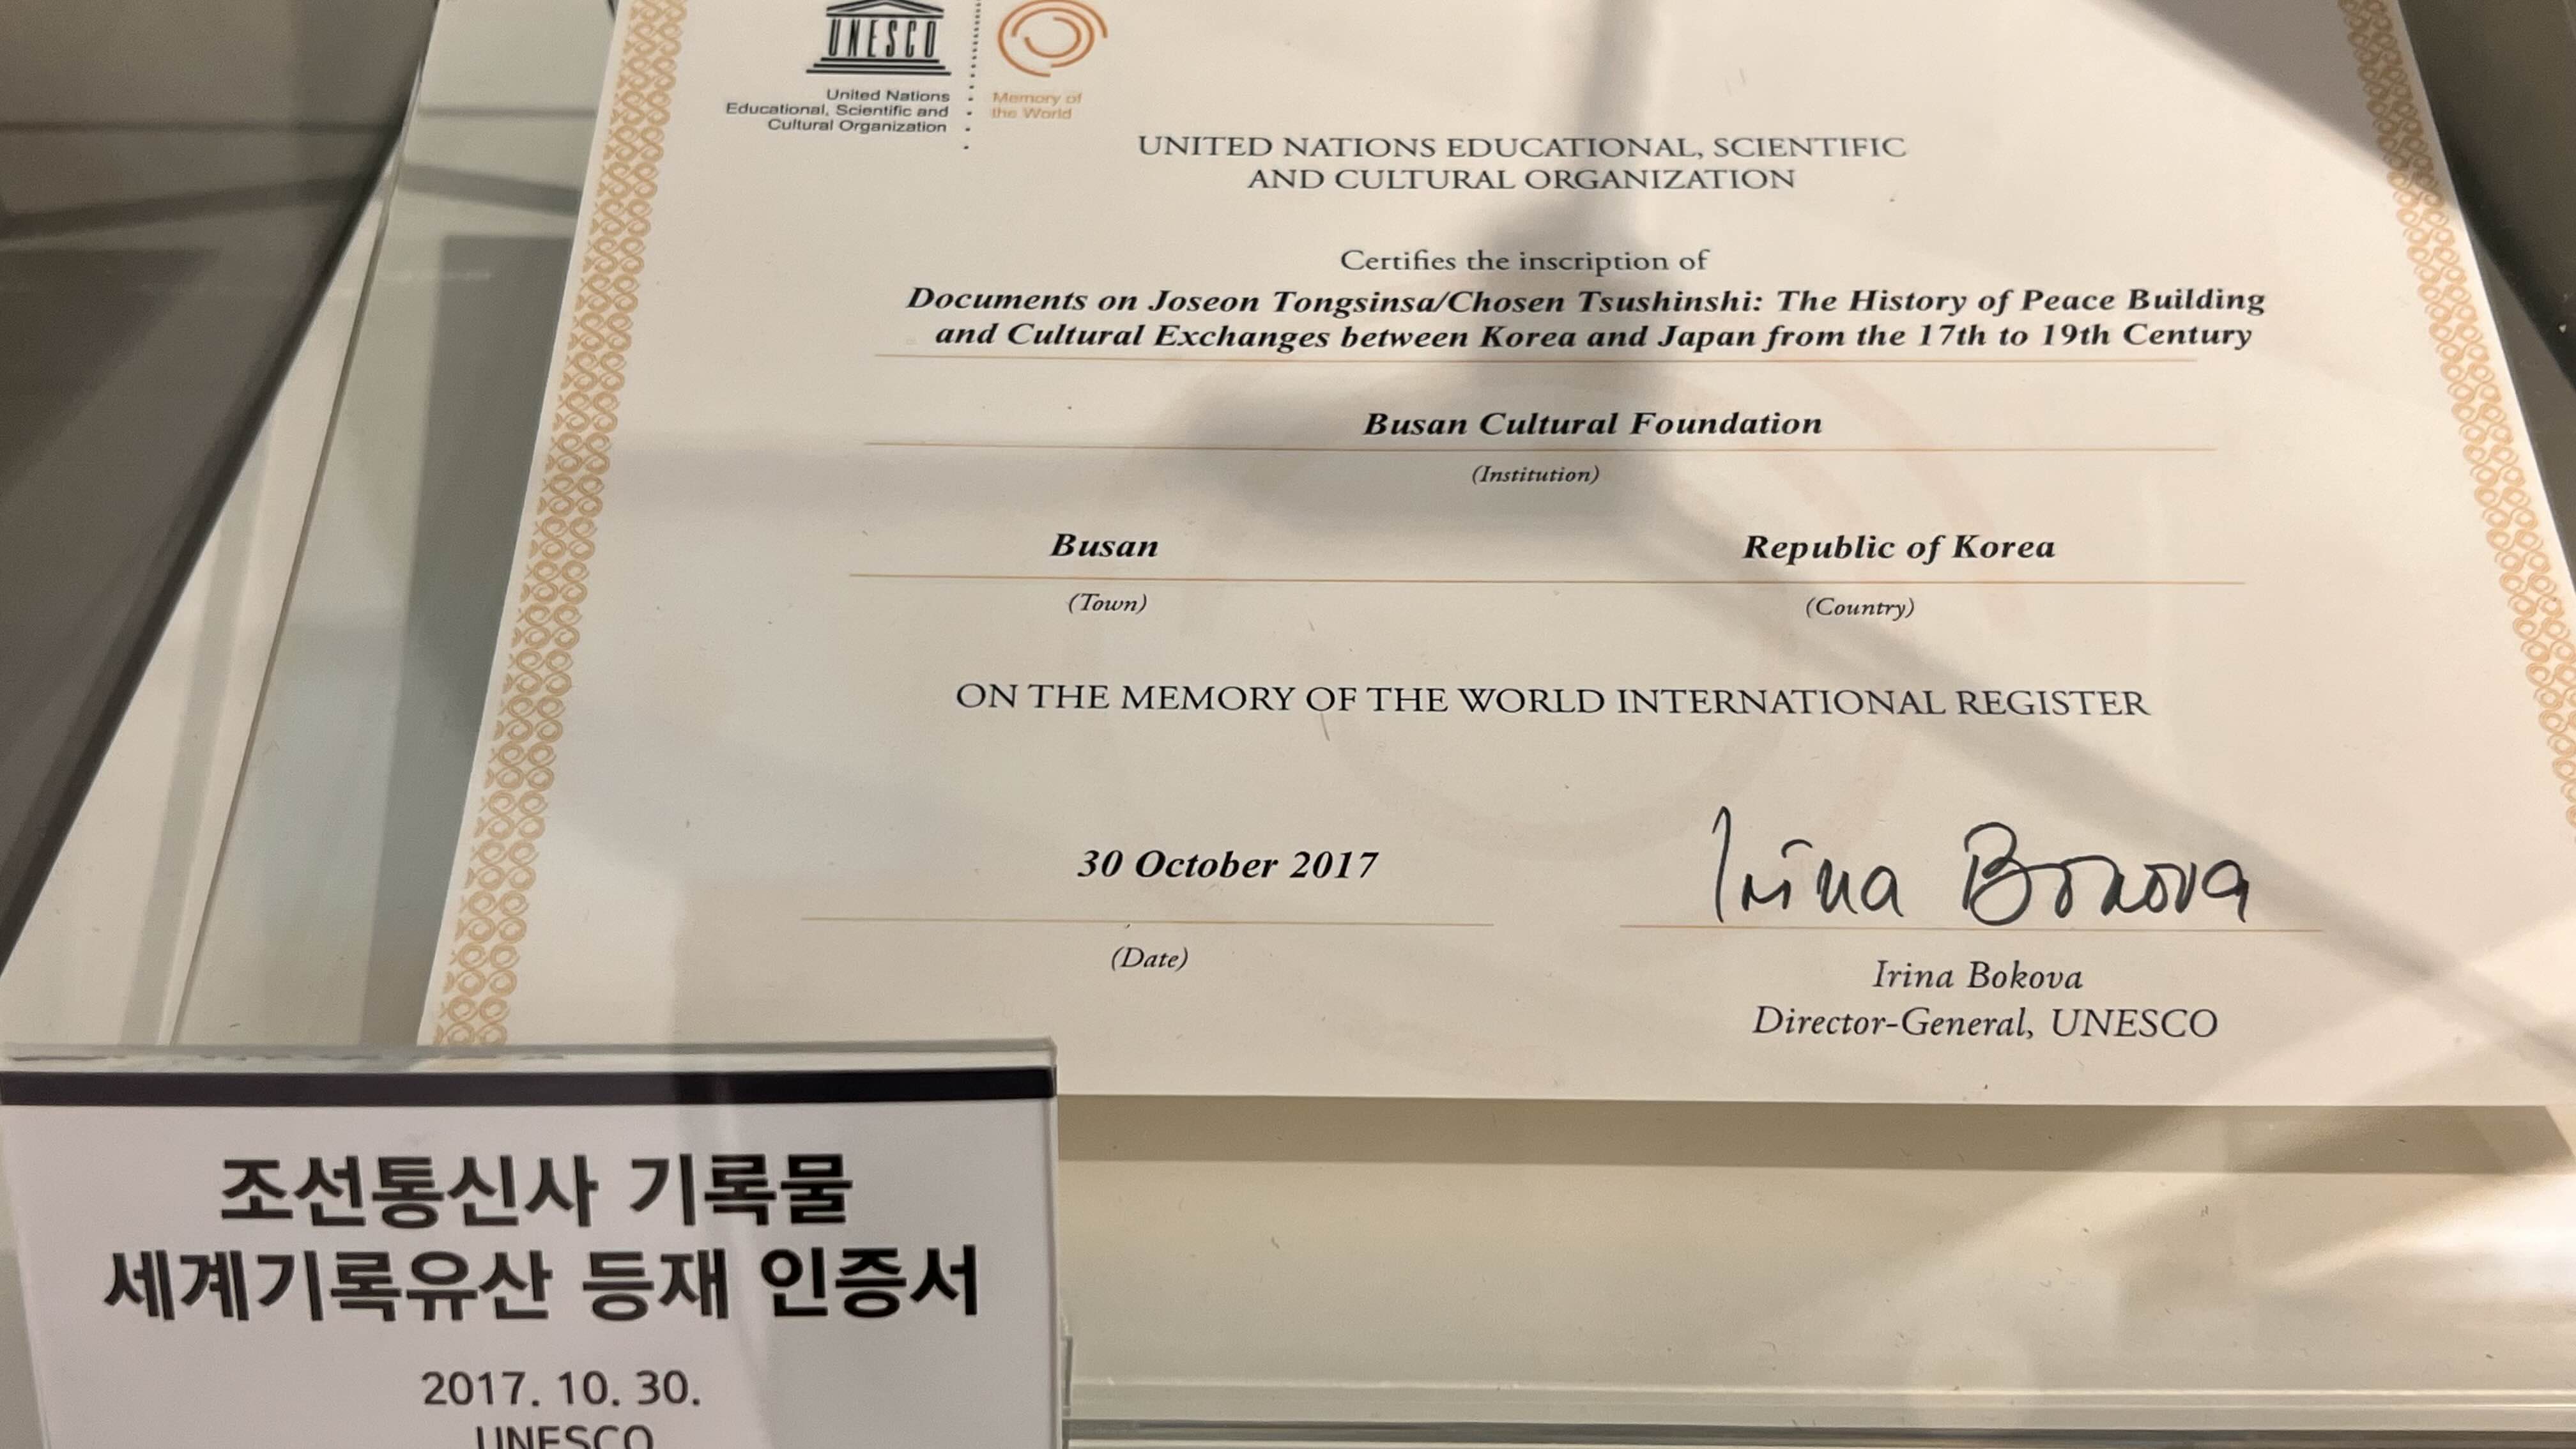 UNESCO
United Nations
Educational, Scientific and
Cultural Organization
Memory of
the World
UNITED NATIONS EDUCATIONAL, SCIENTIFIC
AND CULTURAL ORGANIZATION
Certifies the inscription of
Documents on Joseon Tongsinsa/Chosen Tsushinshi: The History of Peace Building
and Cultural Exchanges between Korea and Japan from the 17th to 19th Century
Busan Cultural Foundation
(Institution)
Busan Republic of Korea
(Town) (Country)
ON THE MEMORY OF THE WORLD INTERNATIONAL REGISTER
30 October 2017 Irina Bokova
(Date)
Irina Bokova
Director-General, UNESCO
조선통신사 기록물
세계기록유산 등재 인증서
2017. 10. 30.
UNESCO